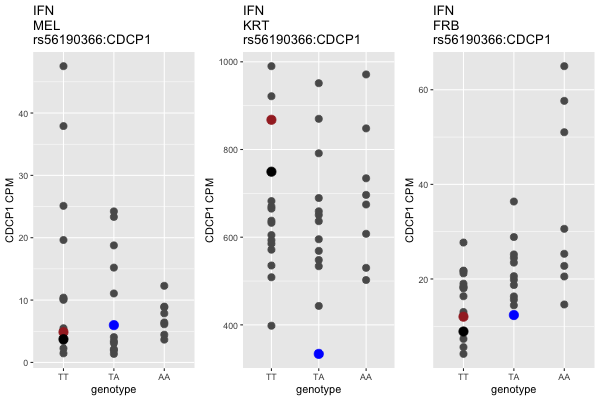 IFN
MEL
rs56190366:CDCP1
CDCP1 CPM
40
30
20
10
0
TT TA AA
genotype
IFN
KRT
rs56190366:CDCP1
CDCP1 CPM
1000
800
600
400
TT TA AA
genotype
IFN
FRB
rs56190366:CDCP1
CDCP1 CPM
60
40
20
TT TA AA
genotype